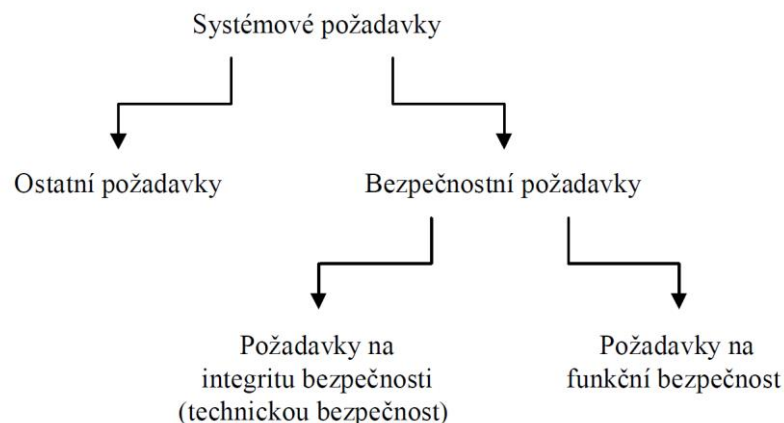 Systémové požadavky
Ostatní požadavky
Bezpečnostní požadavky
Požadavky na
integritu bezpečnosti
(technickou bezpečnost)
Požadavky na
funkční bezpečnost